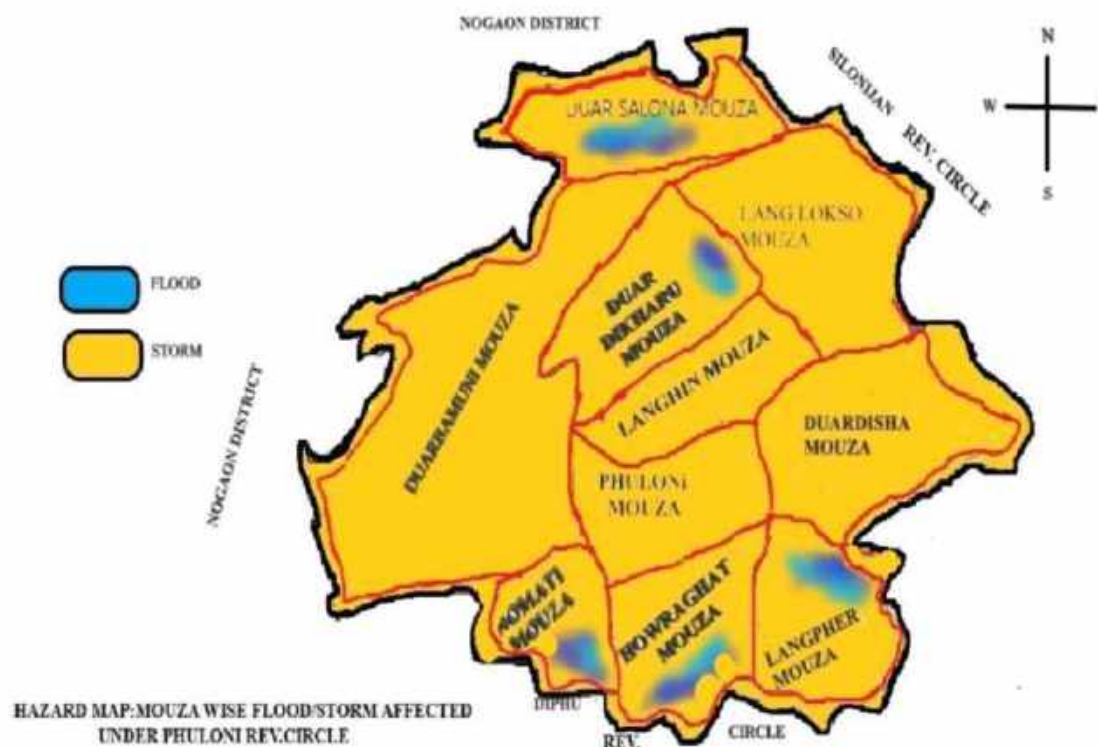 NOGAON DISTRICT
SILONIJAN REV. CIRCLE
N
W
S
DUAR SALONA MOUZA
LANG LOKSO
MOUZA
FLOOD
STORM
DUAR
DIKHARU
MOUZA
LANGHIN MOUZA
DUARBAMUNI MOUZA
DUARDISHA
MOUZA
NOGAON DISTRICT
PHULONI
MOUZA
MOUZA
HOWRAGHAT
MOUZA
LANGPHER
MOUZA
DIPHU
REV.
CIRCLE
HAZARD MAP:MOUZA WISE FLOOD/STORM AFFECTED
UNDER PHULONI REV.CIRCLE